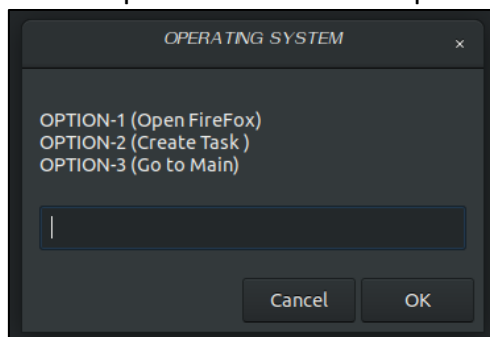 OPERATING SYSTEM
×
OPTION-1 (Open FireFox)
OPTION-2 (Create Task )
OPTION-3 (Go to Main)
Cancel
OK